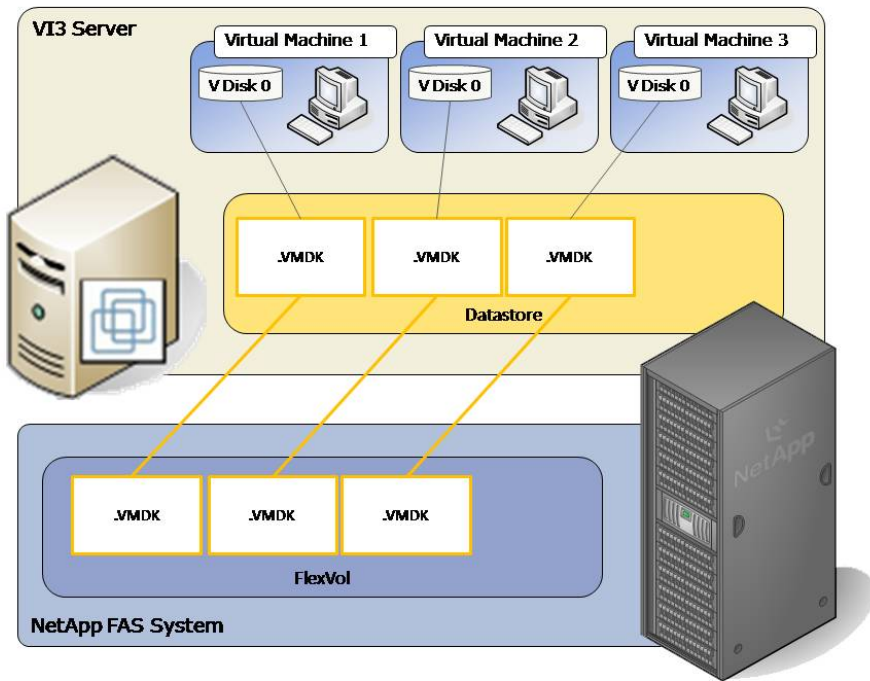 VI3 Server
Virtual Machine 1
Virtual Machine 2
Virtual Machine 3
V Disk 0
V Disk 0
V Disk 0
.VMDK
.VMDK
.VMDK
Datastore
NetApp
.VMDK
.VMDK
.VMDK
FlexVol
NetApp FAS System